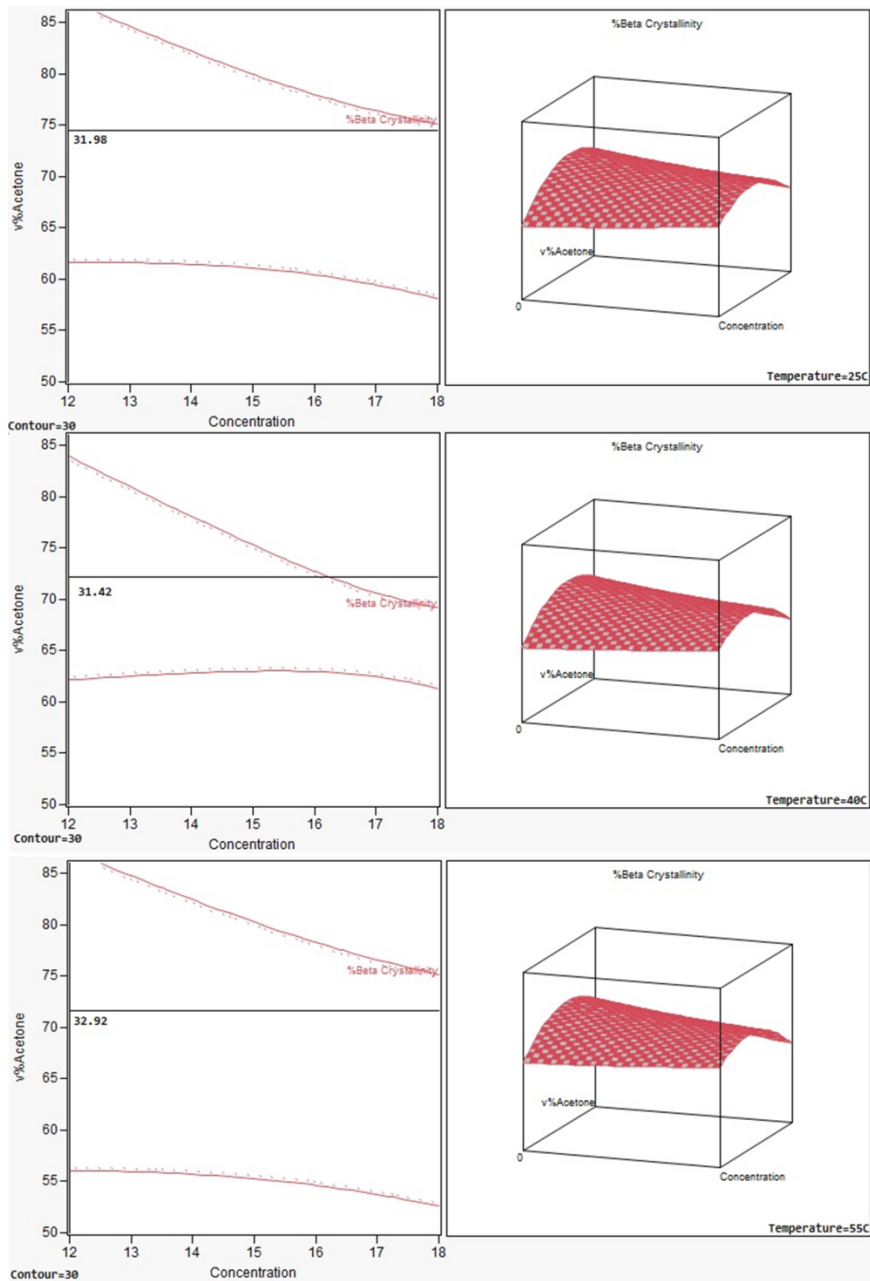 85
80
75
70
65
60
55
50
v%Acetone
31.98
%Beta Crystallinity
12 13 14 15 16 17 18
Concentration
Contour=30
%Beta Crystallinity
v%Acetone
0
Concentration
Temperature=25C
85
80
75
70
65
60
55
50
v%Acetone
31.42
%Beta Crystallinity
12 13 14 15 16 17 18
Concentration
Contour=30
%Beta Crystallinity
v%Acetone
0
Concentration
Temperature=40C
85
80
75
70
65
60
55
50
v%Acetone
%Beta Crystallinity
32.92
12 13 14 15 16 17 18
Concentration
Contour=30
%Beta Crystallinity
v%Acetone
0
Concentration
Temperature=55C